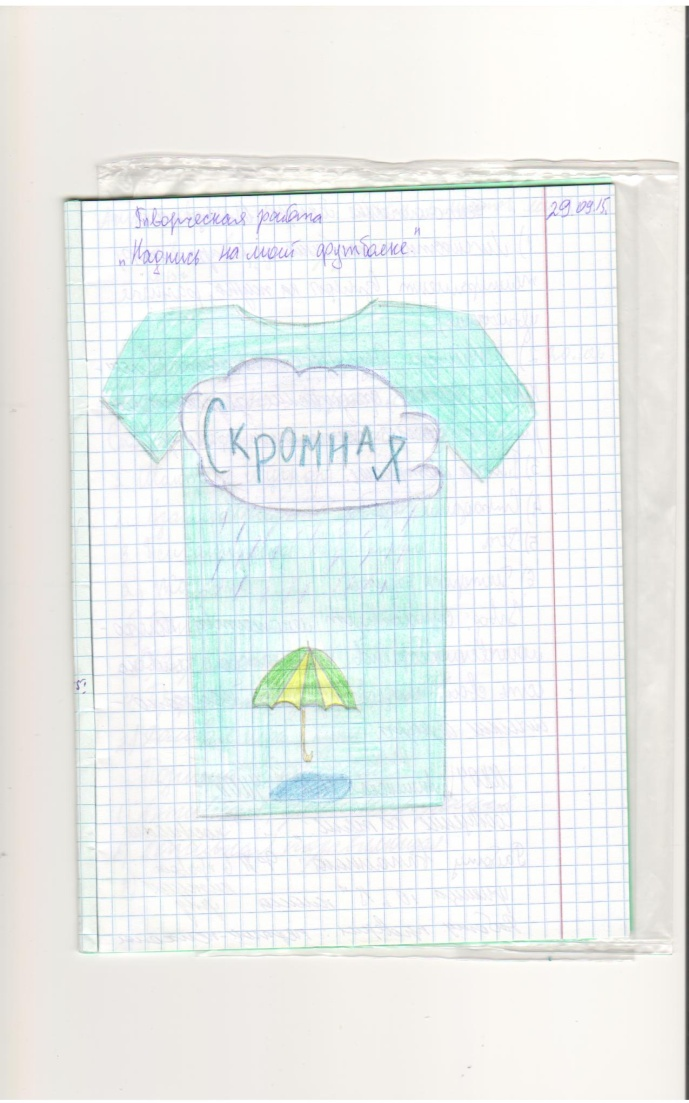 Творческая работа
29.09.15
„Надпись на моей футболке"
Скромная